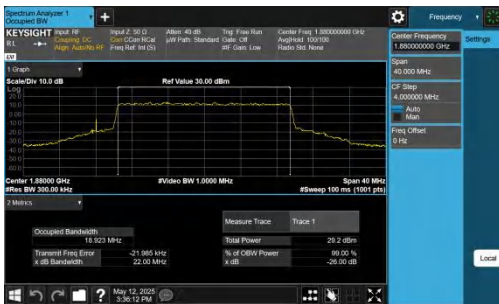 Spectrum Analyzer 1
Occupied BW
Frequency
KEYSIGHT
Input: RF
Coupling: DC
Align: Auto/No RF
Input Z: 50 Ω
Corr CCorr RCal
Freq Ref: Int (S)
Atten: 40 dB
µW Path: Standard
Trig: Free Run
Gate: Off
#IF Gain: Low
Center Freq: 1.880000000 GHz
Avg|Hold: 100/100
Radio Std: None
RL
Center Frequency
1.880000000 GHz
Settings
Span
40.000 MHz
CF Step
4.000000 MHz
Auto
Man
Freq Offset
0 Hz
1 Graph
Scale/Div 10.0 dB
Ref Value 30.00 dBm
Log
Center 1.88000 GHz
#Res BW 300.00 kHz
#Video BW 1.0000 MHz
Span 40 MHz
#Sweep 100 ms (1001 pts)
2 Metrics
Measure Trace
Trace 1
Occupied Bandwidth
18.923 MHz
Total Power
29.2 dBm
Transmit Freq Error
-21.985 kHz
% of OBW Power
99.00 %
x dB Bandwidth
22.00 MHz
x dB
-26.00 dB
Local
May 12, 2025
3:36:12 PM